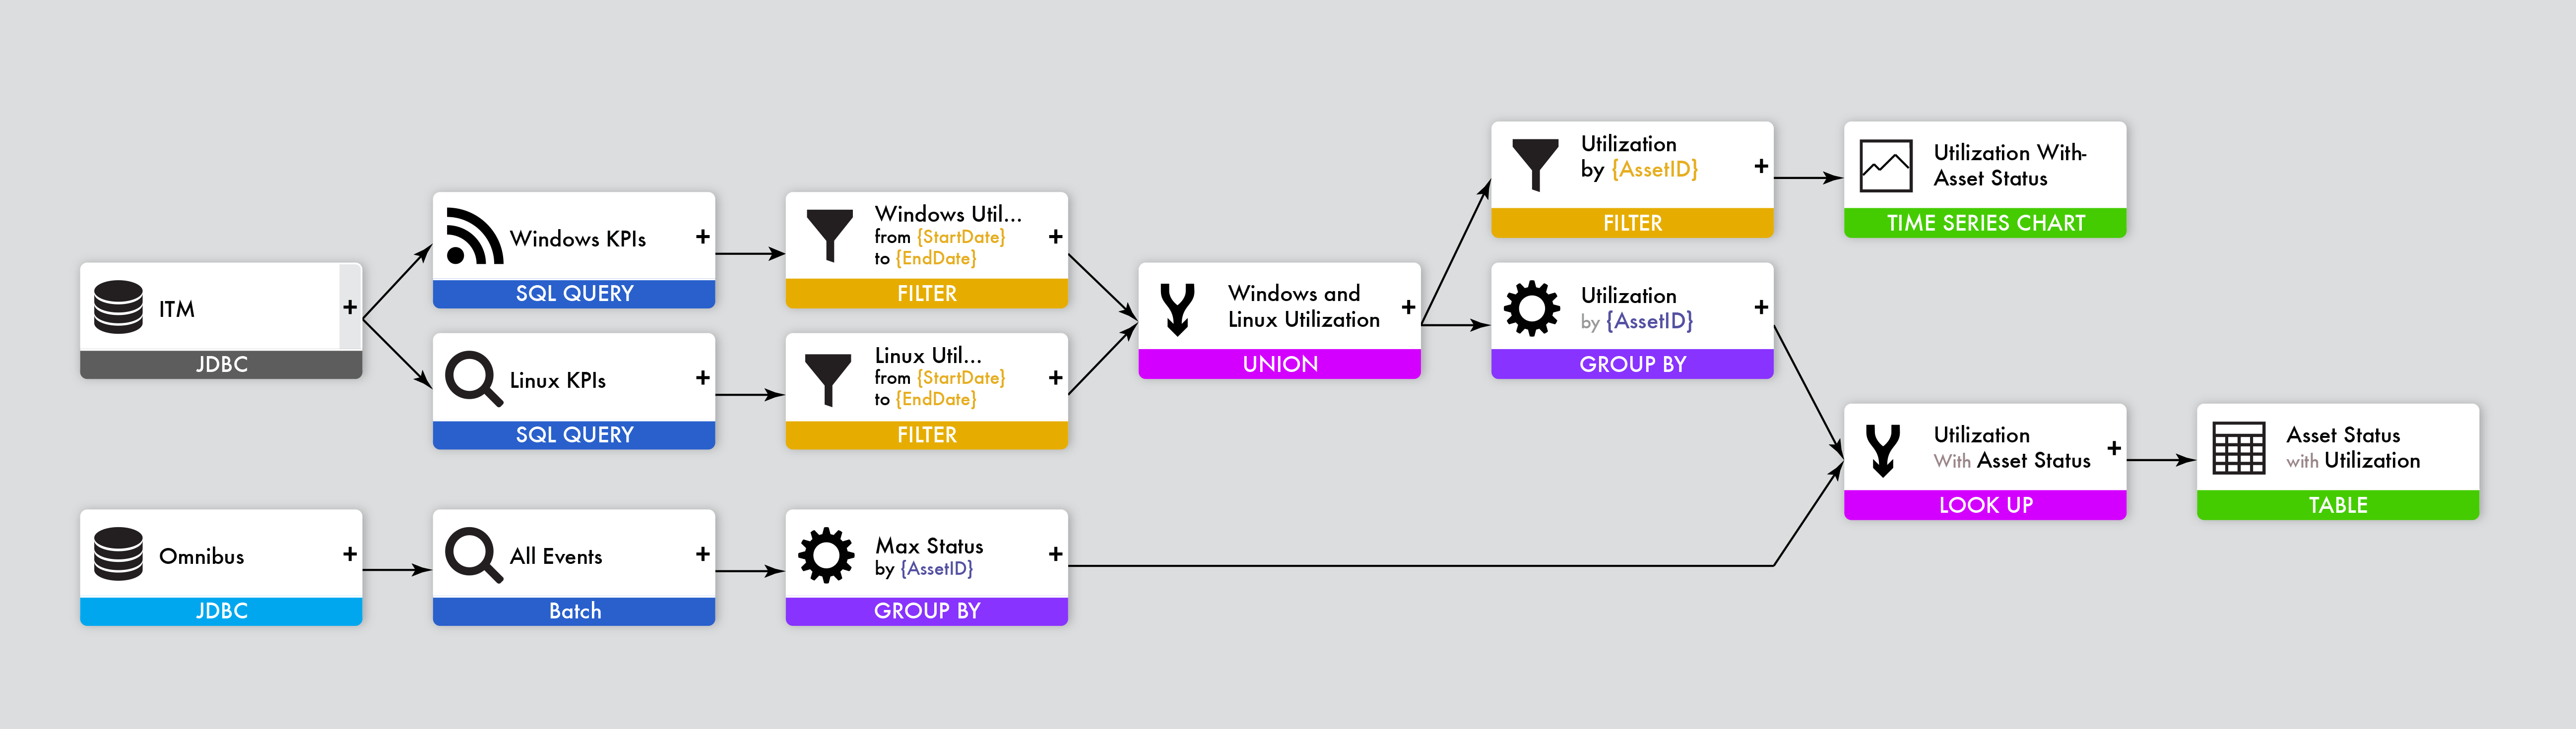 ITM
+
JDBC
Windows KPIs
+
SQL QUERY
Linux KPIs
+
SQL QUERY
Windows Util...
from {StartDate}
to {EndDate}
+
FILTER
Linux Util...
from {StartDate}
to {EndDate}
+
FILTER
Windows and
Linux Utilization
+
UNION
Utilization
by {AssetID}
+
FILTER
Utilization With-
Asset Status
TIME SERIES CHART
Utilization
by {AssetID}
+
GROUP BY
Omnibus
+
JDBC
All Events
+
Batch
Max Status
by {AssetID}
+
GROUP BY
Utilization
With Asset Status
+
LOOK UP
Asset Status
with Utilization
TABLE